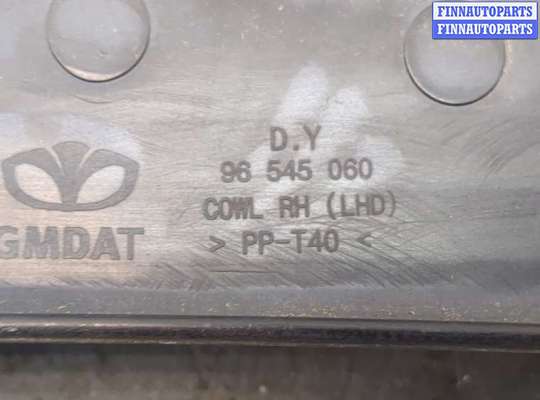 FINNAUTOPARTS
FINNAUTOPARTS
D.Y
96 545 060
COWL RH (LHD)
GMDAT
> PP-T40 <